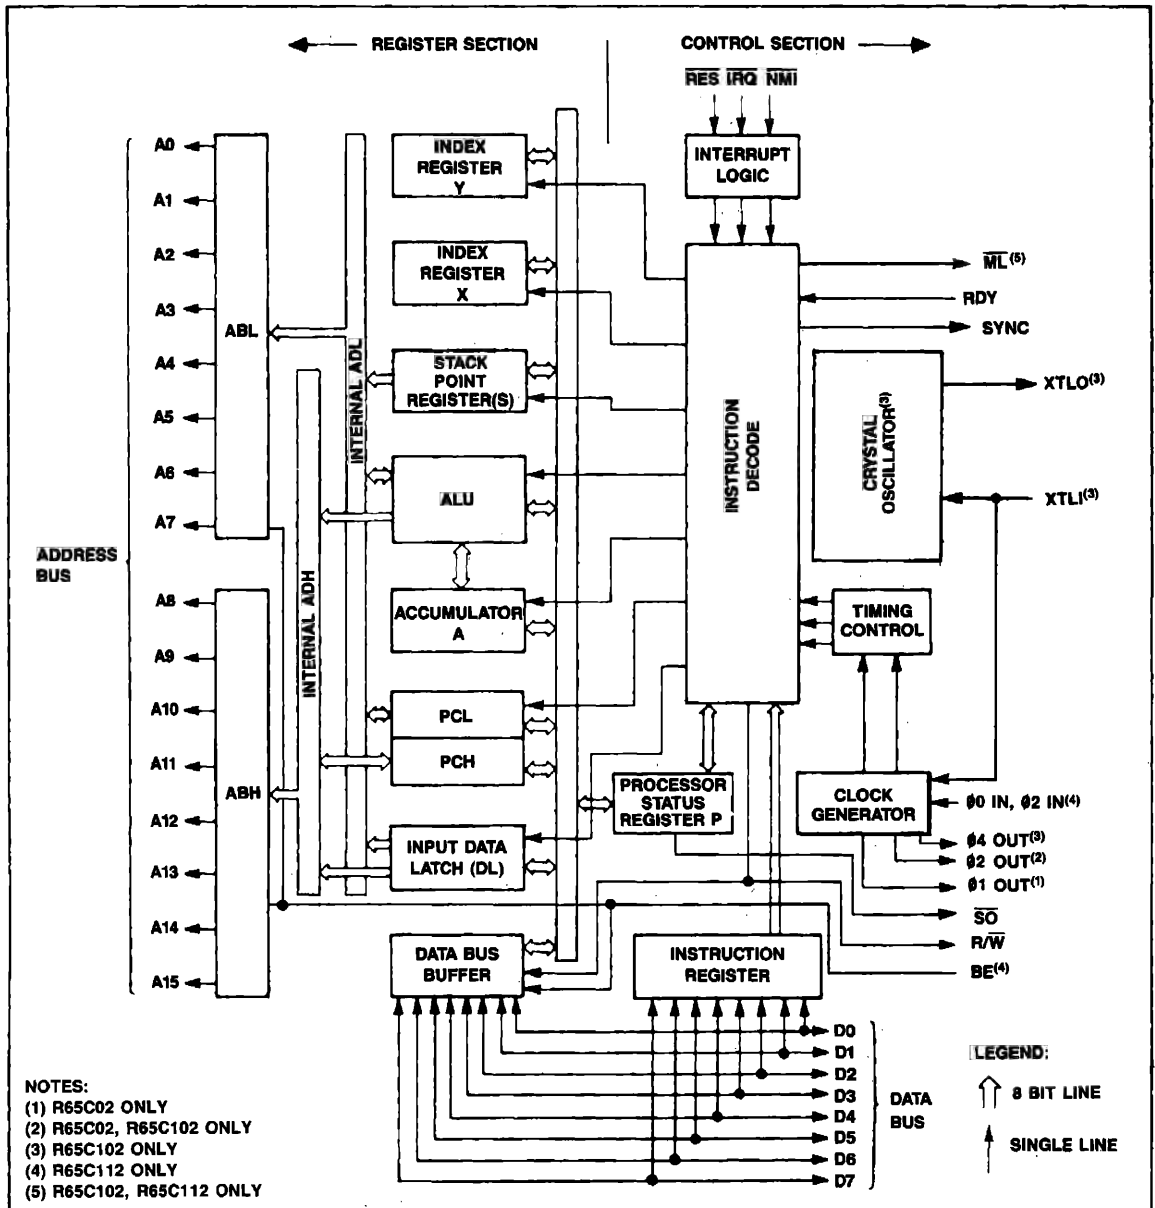 REGISTER SECTION
CONTROL SECTION
RES IRQ NMI
A0
A1
A2
A3
A4
A5
A6
A7
ADDRESS
BUS
A8
A9
A10
A11
A12
A13
A14
A15
ABL
ABH
INTERNAL ADL
INTERNAL ADH
INDEX
REGISTER
Y
INDEX
REGISTER
X
STACK
POINT
REGISTER(S)
ALU
ACCUMULATOR
A
PCL
PCH
INPUT DATA
LATCH (DL)
DATA BUS
BUFFER
INTERRUPT
LOGIC
INSTRUCTION
DECODE
PROCESSOR
STATUS
REGISTER P
INSTRUCTION
REGISTER
ML(5)
RDY
SYNC
CRYSTAL
OSCILLATOR(3)
XTLO(3)
XTLI(3)
TIMING
CONTROL
CLOCK
GENERATOR
ø0 IN, ø2 IN(4)
ø4 OUT(3)
ø2 OUT(2)
ø1 OUT(1)
SO
R/W
BE(4)
D0
D1
D2
D3
D4
D5
D6
D7
DATA
BUS
LEGEND:
8 BIT LINE
SINGLE LINE
NOTES:
(1) R65C02 ONLY
(2) R65C02, R65C102 ONLY
(3) R65C102 ONLY
(4) R65C112 ONLY
(5) R65C102, R65C112 ONLY